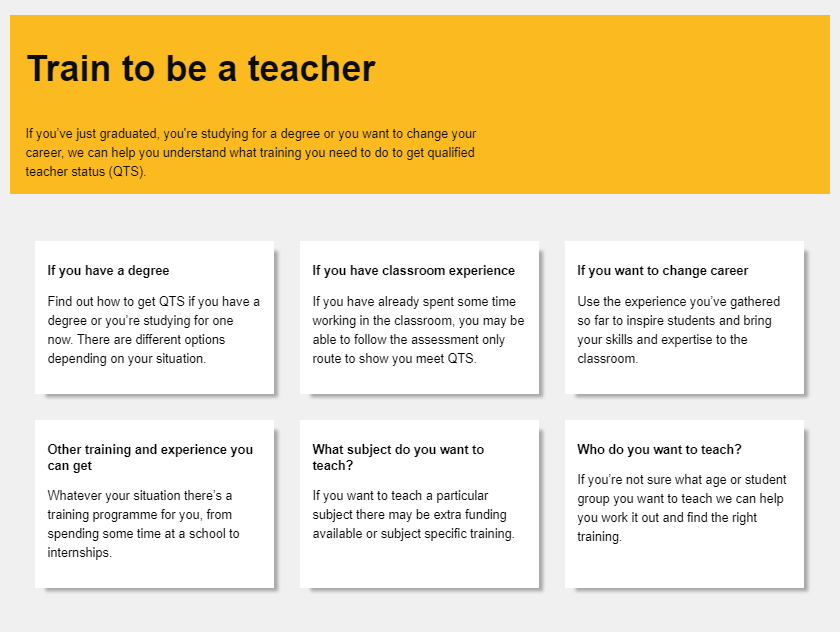 Train to be a teacher
If you've just graduated, you're studying for a degree or you want to change your
career, we can help you understand what training you need to do to get qualified
teacher status (QTS).
If you have a degree
Find out how to get QTS if you have a
degree or you’re studying for one
now. There are different options
depending on your situation.
If you have classroom experience
If you have already spent some time
working in the classroom, you may be
able to follow the assessment only
route to show you meet QTS.
If you want to change career
Use the experience you’ve gathered
so far to inspire students and bring
your skills and expertise to the
classroom.
Other training and experience you
can get
Whatever your situation there’s a
training programme for you, from
spending some time at a school to
internships.
What subject do you want to
teach?
If you want to teach a particular
subject there may be extra funding
available or subject specific training.
Who do you want to teach?
If you’re not sure what age or student
group you want to teach we can help
you work it out and find the right
training.